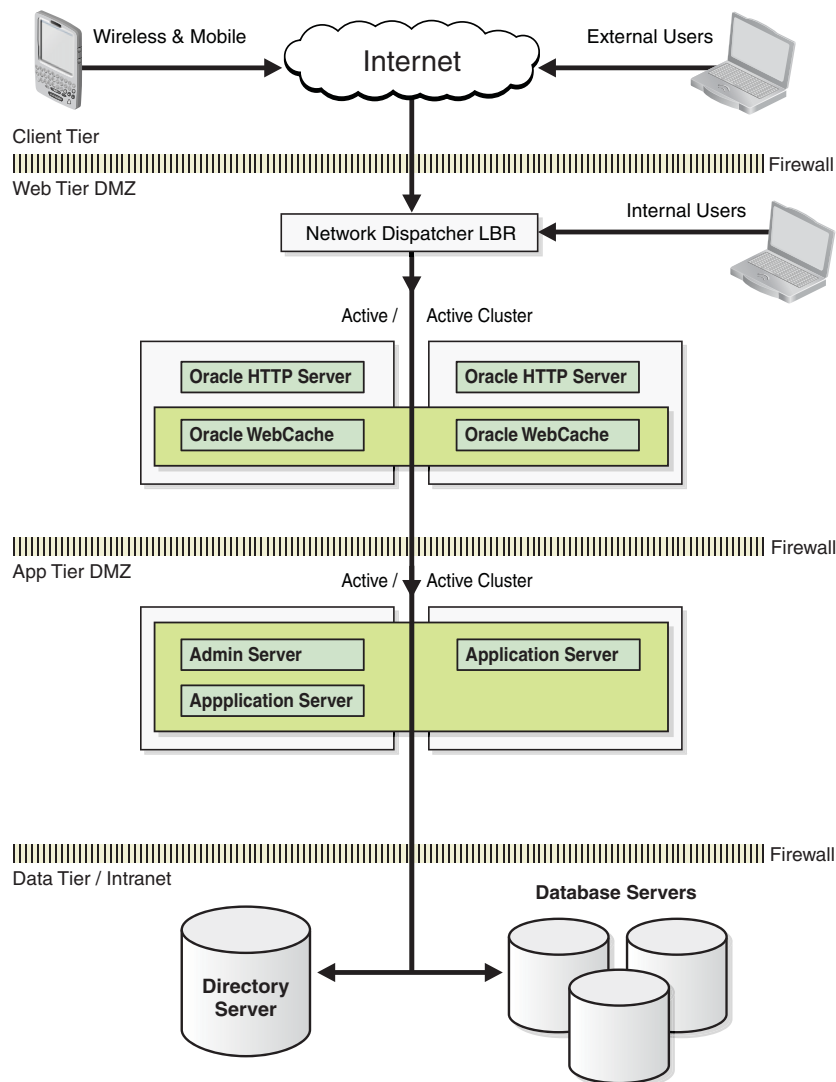 Wireless & Mobile
Internet
External Users
Client Tier
Firewall
Web Tier DMZ
Internal Users
Network Dispatcher LBR
Active / Active Cluster
Oracle HTTP Server
Oracle HTTP Server
Oracle WebCache
Oracle WebCache
Firewall
App Tier DMZ
Active / Active Cluster
Admin Server
Application Server
Appplication Server
Firewall
Data Tier / Intranet
Database Servers
Directory
Server